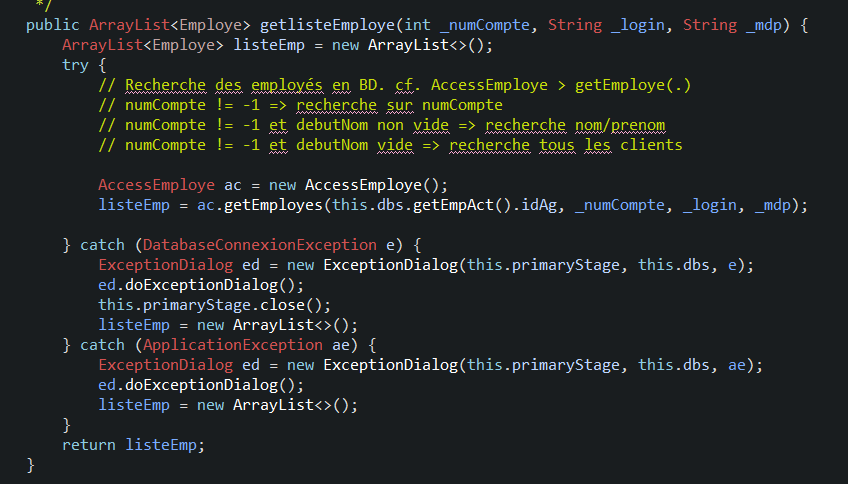 */
public ArrayList<Employe> getlisteEmploye(int _numCompte, String _login, String _mdp) {
ArrayList<Employe> listeEmp = new ArrayList<>();
try {
// Recherche des employés en BD. cf. AccessEmploye > getEmploye(.)
// numCompte != -1 => recherche sur numCompte
// numCompte != -1 et debutNom non vide => recherche nom/prenom
// numCompte != -1 et debutNom vide => recherche tous les clients
AccessEmploye ac = new AccessEmploye();
listeEmp = ac.getEmployes(this.dbs.getEmpAct().idAg, _numCompte, _login, _mdp);
} catch (DatabaseConnexionException e) {
ExceptionDialog ed = new ExceptionDialog(this.primaryStage, this.dbs, e);
ed.doExceptionDialog();
this.primaryStage.close();
listeEmp = new ArrayList<>();
} catch (ApplicationException ae) {
ExceptionDialog ed = new ExceptionDialog(this.primaryStage, this.dbs, ae);
ed.doExceptionDialog();
listeEmp = new ArrayList<>();
}
return listeEmp;
}